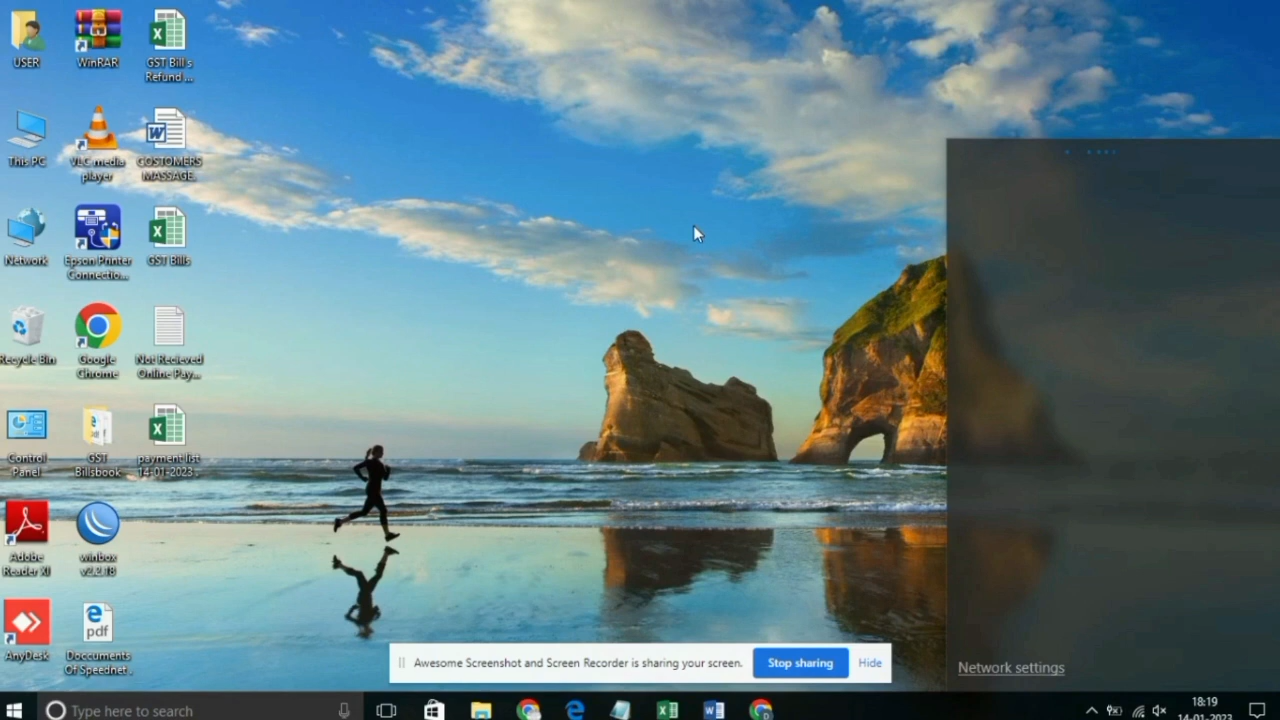 USER
WinRAR
GST Bill's
Refund ...
This PC
VLC media
player
COSTOMERS
MASSAGE.
Network
Epson Printer
Connectio...
GST Bills
Recycle Bin
Google
Chrome
Not Recieved
Online Pay...
Control
Panel
GST
Billsbook
payment list
14-01-2023...
Adobe
Reader XI
winbox
v2.2.18
AnyDesk
pdf
Doccuments
Of Speednet.
Awesome Screenshot and Screen Recorder is sharing your screen.
Stop sharing
Hide
Network settings
Type here to search
18:19
14-01-2023